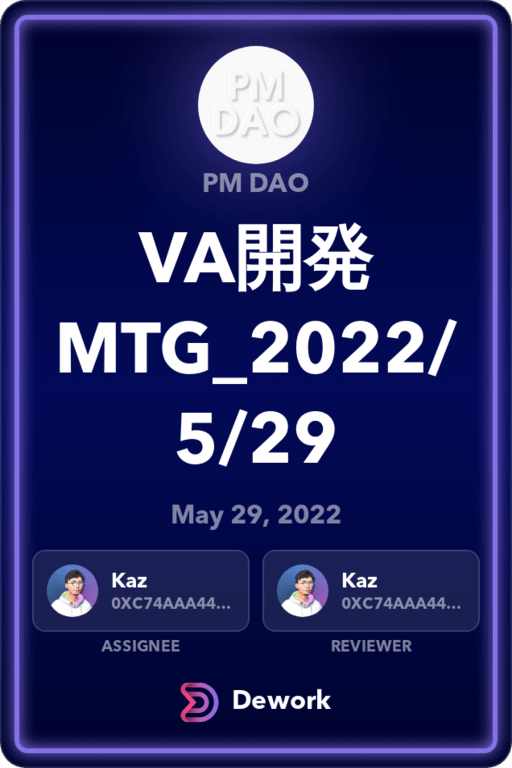 PM
DAO
PM DAO
VA開発
MTG_2022/
5/29
May 29, 2022
Kaz
0XC74AAA44...
Kaz
0XC74AAA44...
ASSIGNEE
REVIEWER
Dework